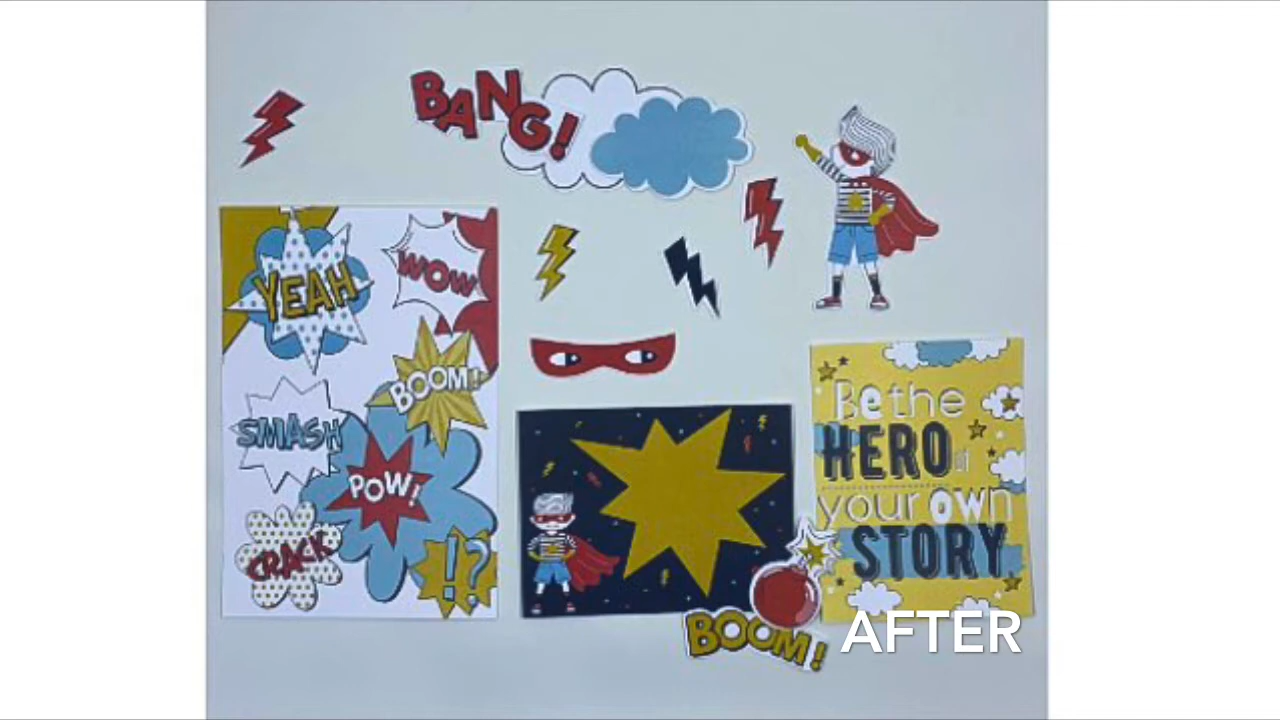 BANG!
YEAH
WOW
BOOM!
SMASH
POW!
CRACK
!?
Be the
HERO
of
your own
STORY
BOOM!
AFTER